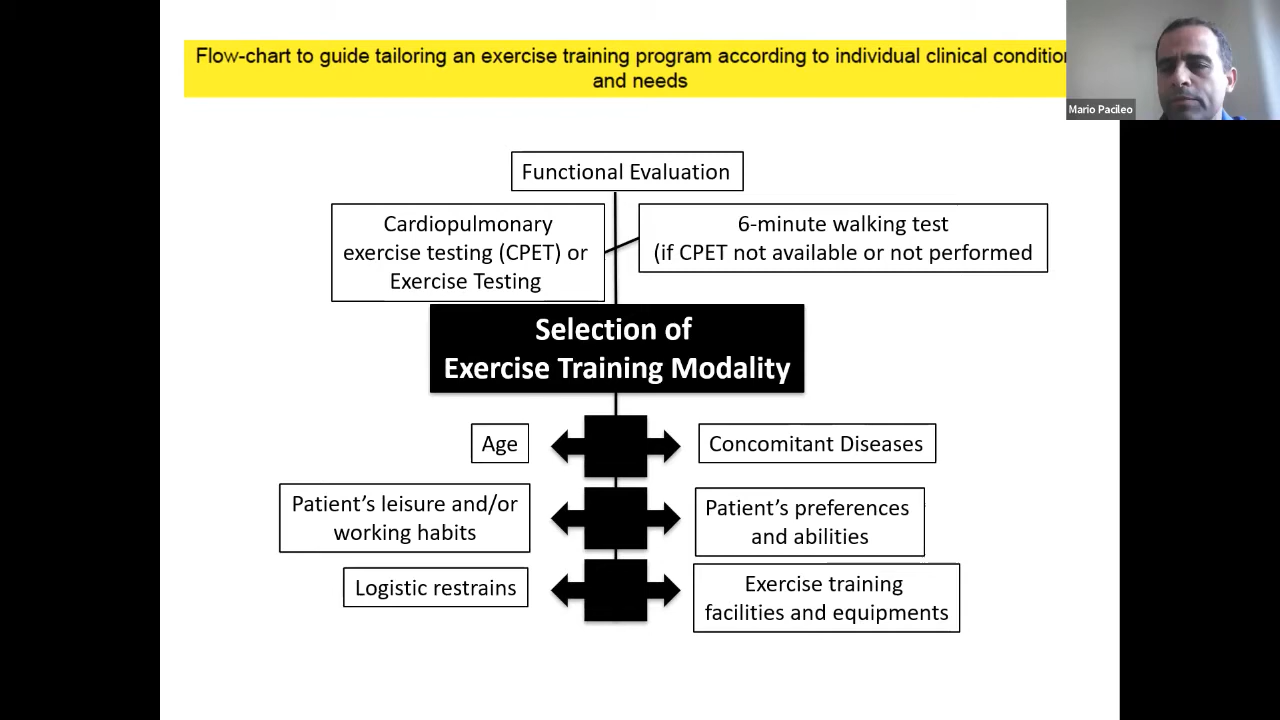 Flow-chart to guide tailoring an exercise training program according to individual clinical condition
and needs
Mario Pacileo
Functional Evaluation
Cardiopulmonary
exercise testing (CPET) or
Exercise Testing
6-minute walking test
(if CPET not available or not performed
Selection of
Exercise Training Modality
Age
Concomitant Diseases
Patient's leisure and/or
working habits
Patient's preferences
and abilities
Logistic restrains
Exercise training
facilities and equipments